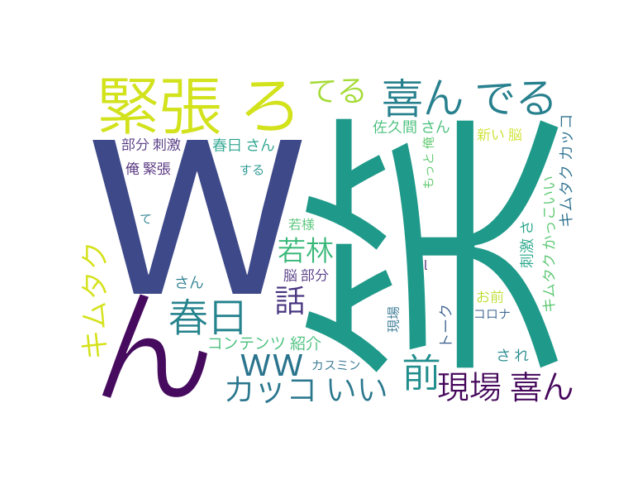 緊張 ろ
てる
喜ん でる
部分 刺激
春日 さん
佐久間 さん
新い 脳
キムタク カッコ
俺 緊張
する
もっと 俺
W
笑
て
若様
若林
刺激 さ
キムタク かっこいい
キムタク
さん
脳 部分
話
お前
春日
現場
トーク
コロナ
ん
コンテンツ 紹介
ww
カスミン
前
され
カッコ いい
現場 喜ん